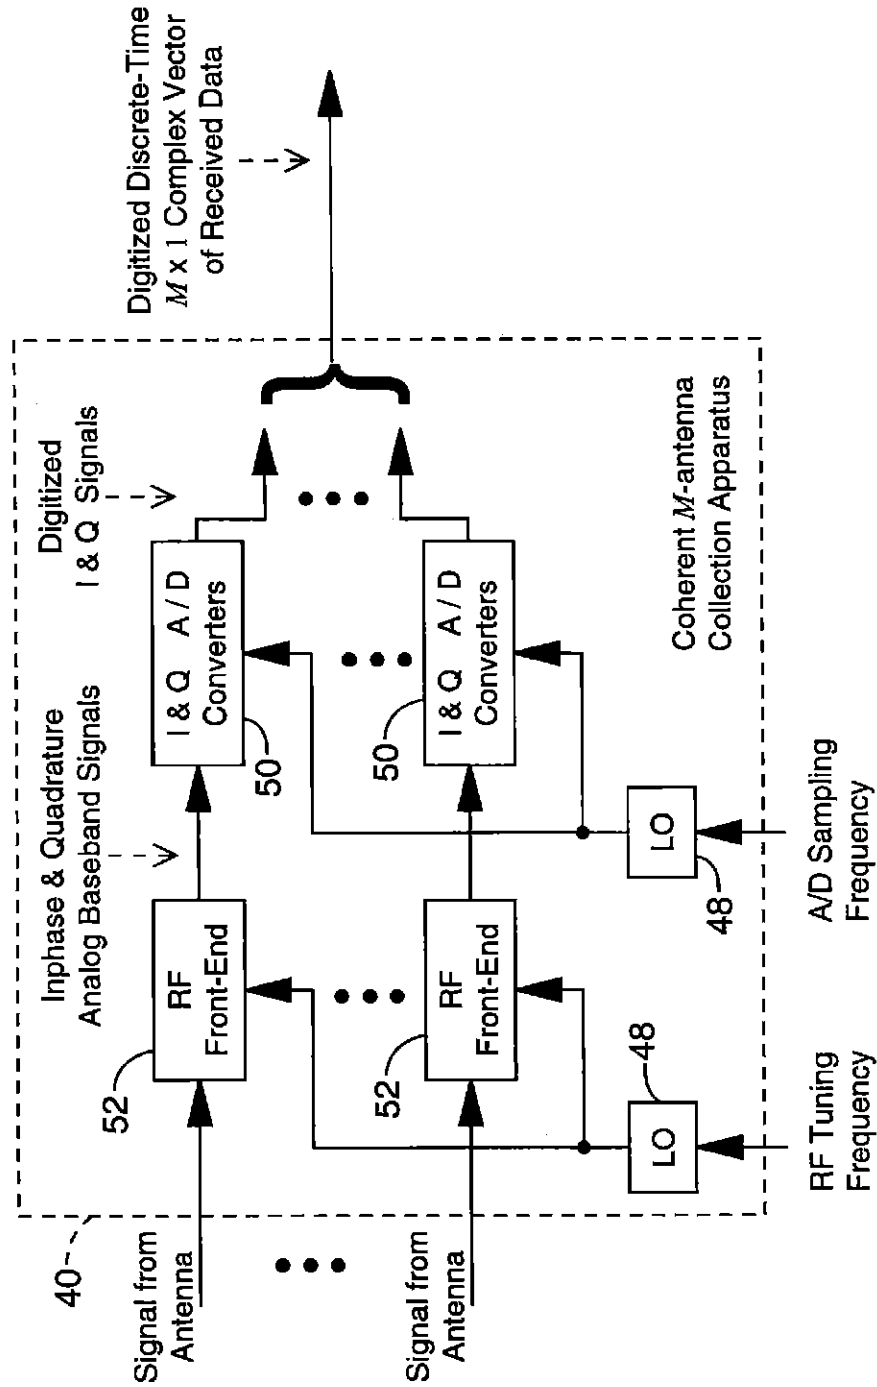 40
Signal from
Antenna
Signal from
Antenna
52
RF
Front-End
52
RF
Front-End
Inphase & Quadrature
Analog Baseband Signals
50
I & Q A / D
Converters
50
I & Q A / D
Converters
Digitized
I & Q Signals
Digitized Discrete-Time
M x 1 Complex Vector
of Received Data
48
LO
RF Tuning
Frequency
LO
48
A/D Sampling
Frequency
Coherent M-antenna
Collection Apparatus